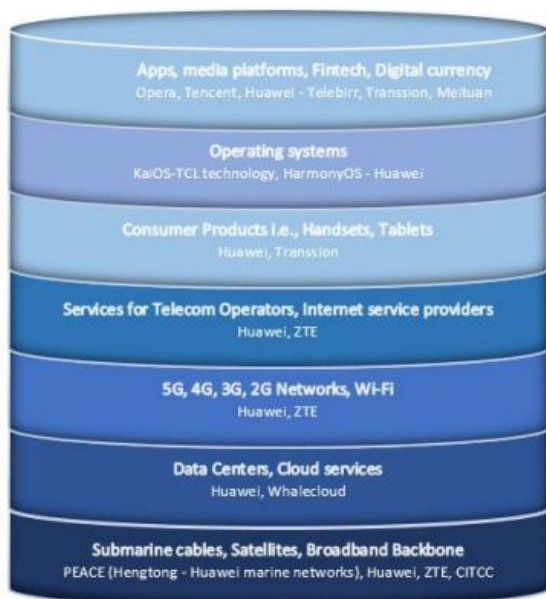 Apps, media platforms, Fintech, Digital currency
Opera, Tencent, Huawei - Telebirr, Transsion, Meituan
Operating systems
KaiOS-TCL technology, HarmonyOS - Huawei
Consumer Products i.e., Handsets, Tablets
Huawei, Transsion
Services for Telecom Operators, Internet service providers
Huawei, ZTE
5G, 4G, 3G, 2G Networks, Wi-Fi
Huawei, ZTE
Data Centers, Cloud services
Huawei, Whalecloud
Submarine cables, Satellites, Broadband Backbone
PEACE (Hengtong - Huawei marine networks), Huawei, ZTE, CITCC